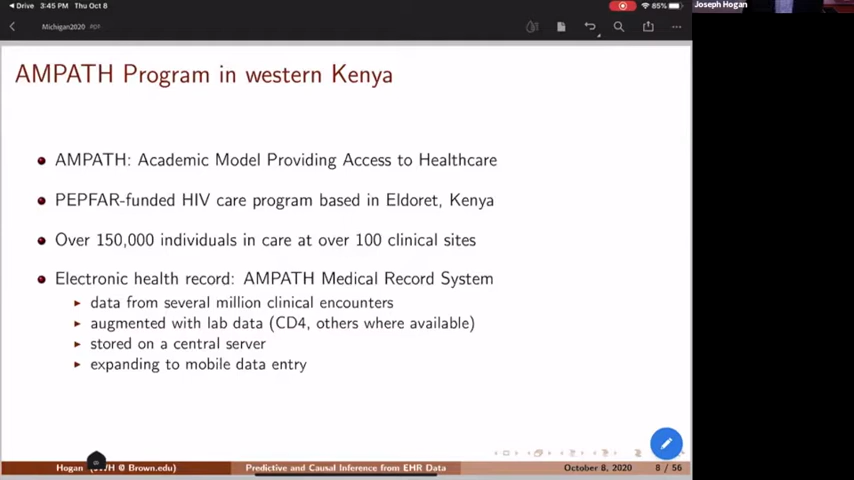 Drive 3:45 PM Thu Oct 8
85%
Joseph Hogan
Michigan2020 PDF
AMPATH Program in western Kenya
AMPATH: Academic Model Providing Access to Healthcare
PEPFAR-funded HIV care program based in Eldoret, Kenya
Over 150,000 individuals in care at over 100 clinical sites
Electronic health record: AMPATH Medical Record System
data from several million clinical encounters
augmented with lab data (CD4, others where available)
stored on a central server
expanding to mobile data entry
Hogan @ Brown.edu)
Predictive and Causal Inference from EHR Data
October 8, 2020
8 / 56